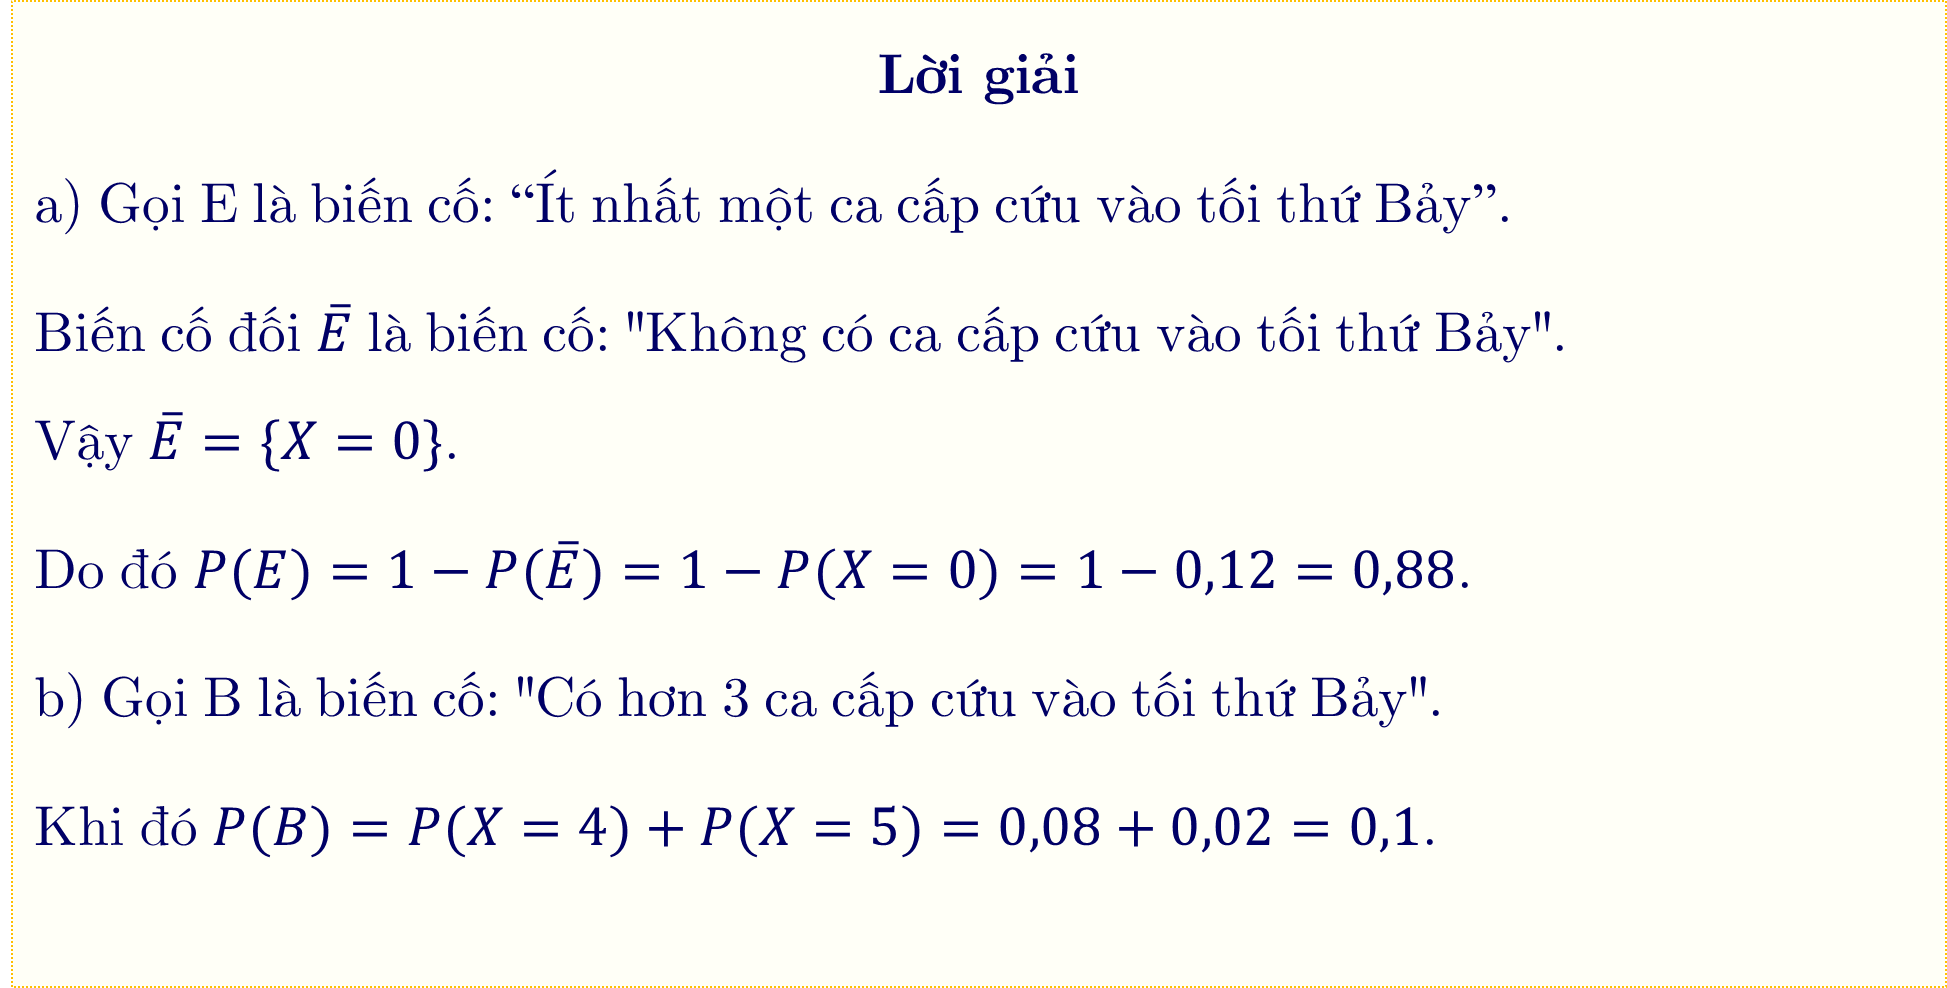 Lời giải
a) Gọi E là biến cố: “Ít nhất một ca cấp cứu vào tối thứ Bảy”.
Biến cố đối Ē là biến cố: "Không có ca cấp cứu vào tối thứ Bảy".
Vậy Ē = {X = 0}.
Do đó P(E) = 1 − P(Ē) = 1 − P(X = 0) = 1 − 0,12 = 0,88.
b) Gọi B là biến cố: "Có hơn 3 ca cấp cứu vào tối thứ Bảy".
Khi đó P(B) = P(X = 4) + P(X = 5) = 0,08 + 0,02 = 0,1.